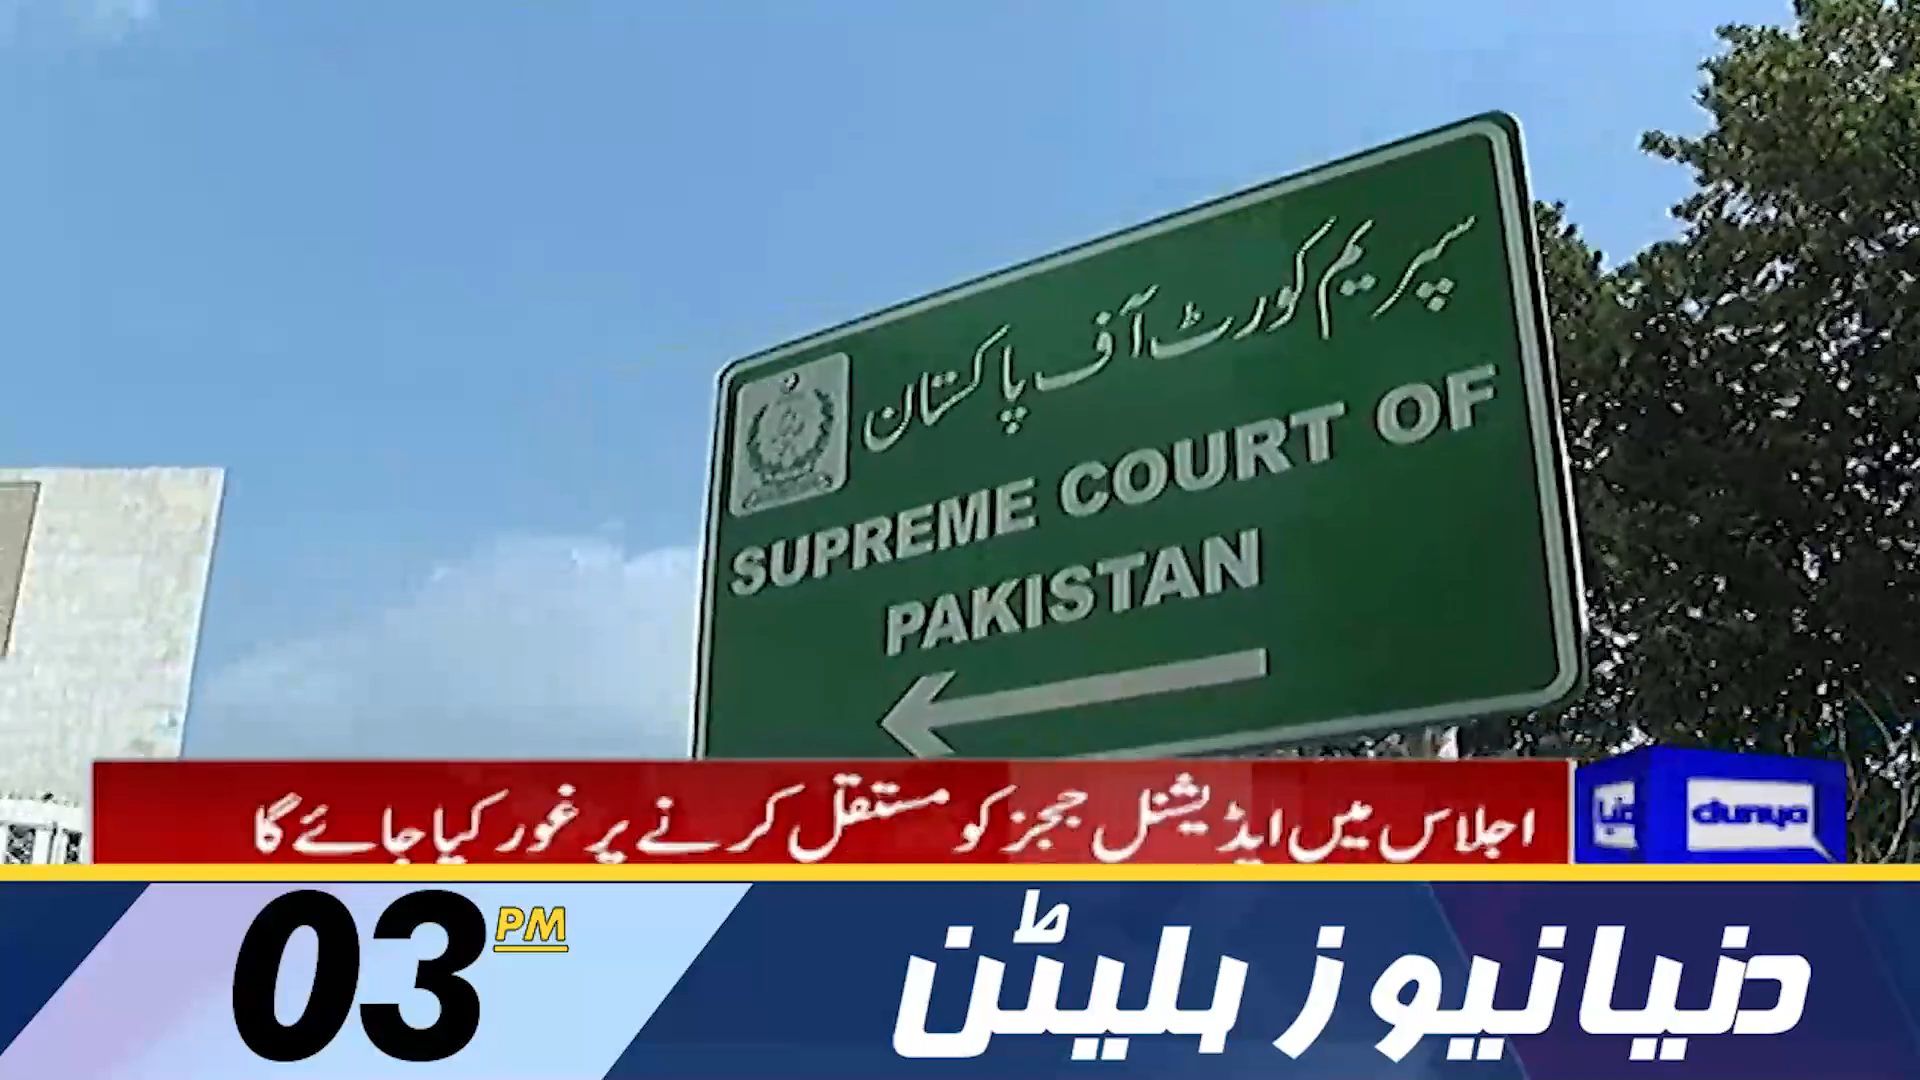 سپریم کورٹ آف پاکستان
SUPREME COURT OF
PAKISTAN
اجلاس میں ایڈیشنل ججز کو مستقل کرنے پر غور کیا جائے گا
دنیا dunya
03 PM
دنیا نیوز بلیٹن